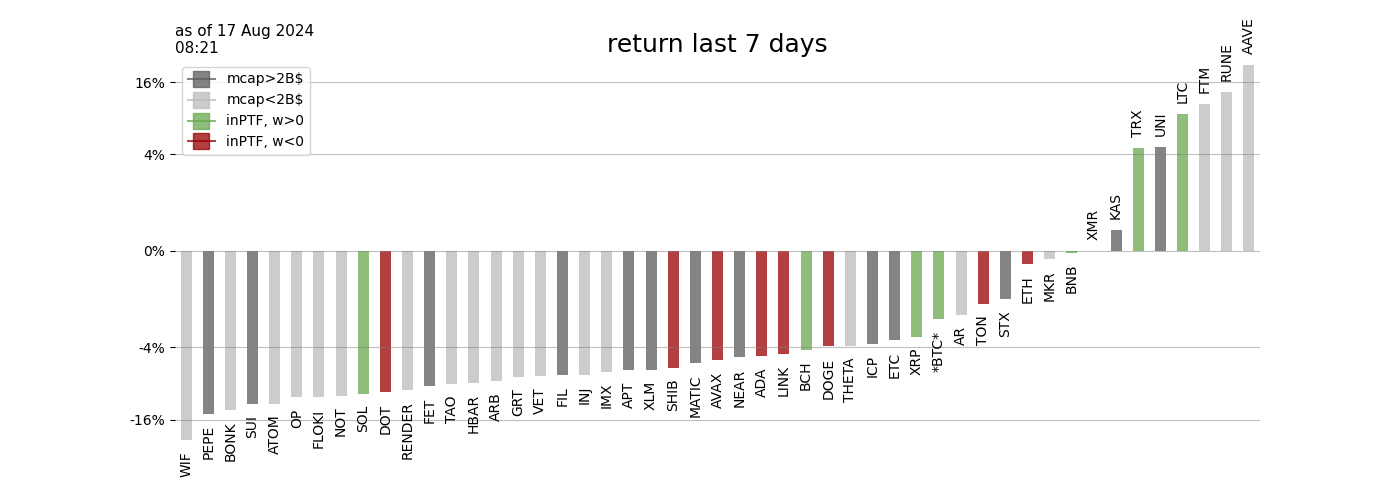 as of 17 Aug 2024
08:21
return last 7 days
mcap>2B$
mcap<2B$
inPTF, w>0
inPTF, w<0
16%
4%
0%
-4%
-16%
WIF
PEPE
BONK
SUI
ATOM
OP
FLOKI
NOT
SOL
DOT
RENDER
FET
TAO
HBAR
ARB
GRT
VET
FIL
INJ
IMX
APT
XLM
SHIB
MATIC
AVAX
NEAR
ADA
LINK
BCH
DOGE
THETA
ICP
ETC
XRP
*BTC*
AR
TON
STX
ETH
MKR
BNB
XMR
KAS
TRX
UNI
LTC
FTM
RUNE
AAVE